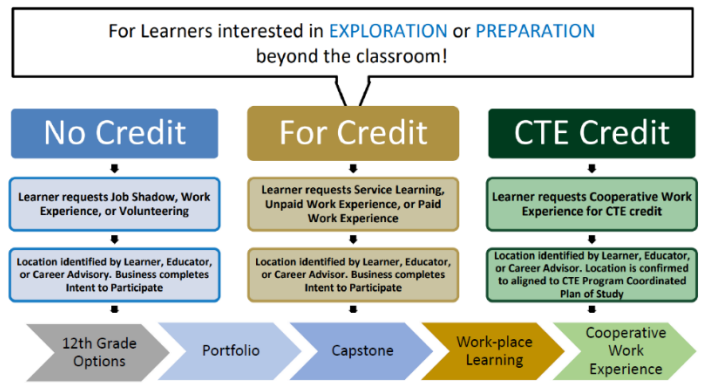 For Learners interested in EXPLORATION or PREPARATION
beyond the classroom!
No Credit
For Credit
CTE Credit
Learner requests Job Shadow, Work
Experience, or Volunteering
Learner requests Service Learning,
Unpaid Work Experience, or Paid
Work Experience
Learner requests Cooperative Work
Experience for CTE credit
Location identified by Learner, Educator,
or Career Advisory. Business completes
Intent to Participate
Location identified by Learner, Educator,
or Career Advisor. Business completes
Intent to Participate
Location identified by Learner, Educator,
or Career Advisor. Location is confirmed
to aligned to CTE Program Coordinated
Plan of Study
12th Grade
Options
Portfolio
Capstone
Work-place
Learning
Cooperative
Work
Experience